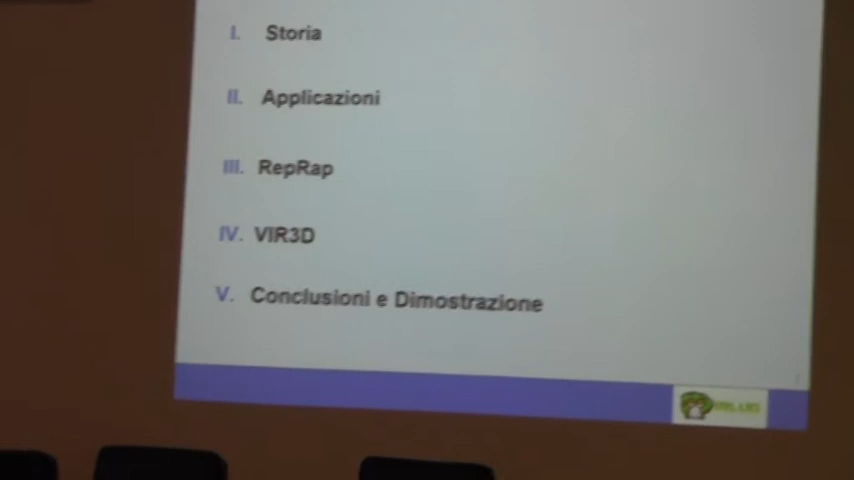 I. Storia
II. Applicazioni
III. RepRap
IV. VIR3D
V. Conclusioni e Dimostrazione